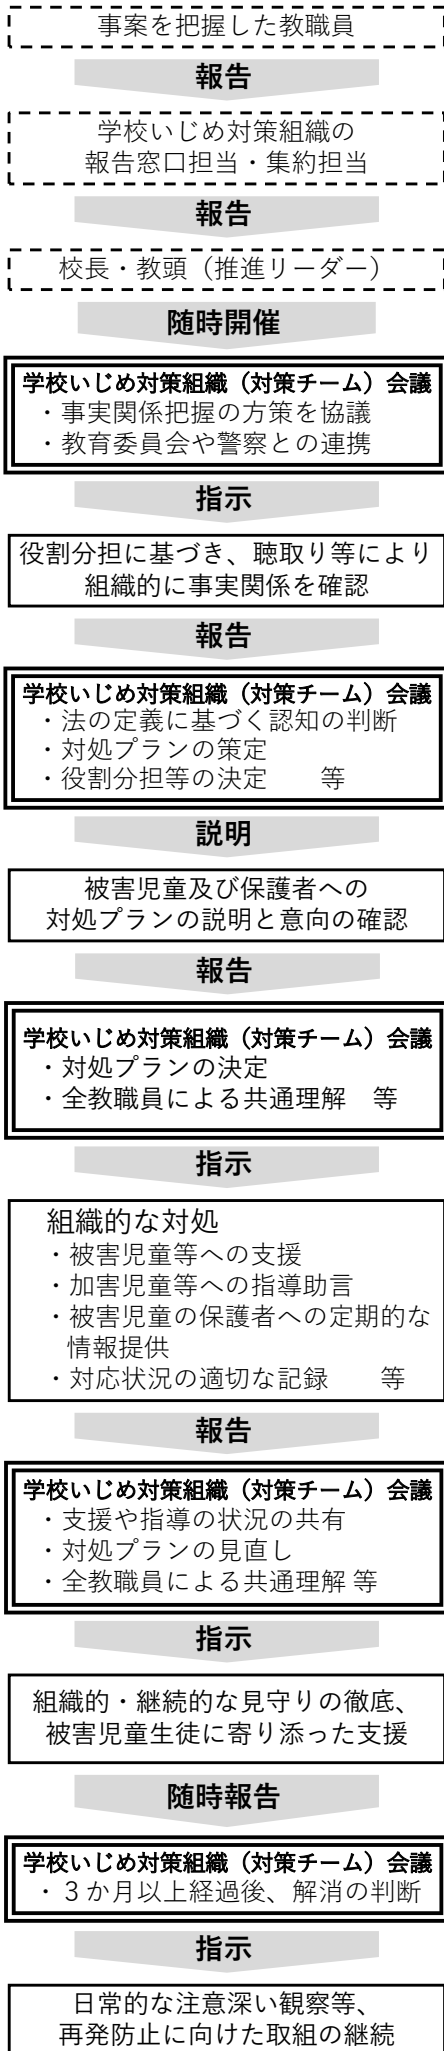 事案を把握した教職員
報告
学校いじめ対策組織の
報告窓口担当・集約担当
報告
校長・教頭（推進リーダー）
随時開催
学校いじめ対策組織（対策チーム）会議
・事実関係把握の方策を協議
・教育委員会や警察との連携
指示
役割分担に基づき、聴取り等により
組織的に事実関係を確認
報告
学校いじめ対策組織（対策チーム）会議
・法の定義に基づく認知の判断
・対処プランの策定
・役割分担等の決定　　等
説明
被害児童及び保護者への
対処プランの説明と意向の確認
報告
学校いじめ対策組織（対策チーム）会議
・対処プランの決定
・全教職員による共通理解　等
指示
組織的な対処
・被害児童等への支援
・加害児童等への指導助言
・被害児童の保護者への定期的な
情報提供
・対応状況の適切な記録　　等
報告
学校いじめ対策組織（対策チーム）会議
・支援や指導の状況の共有
・対処プランの見直し
・全教職員による共通理解 等
指示
組織的・継続的な見守りの徹底、
被害児童生徒に寄り添った支援
随時報告
学校いじめ対策組織（対策チーム）会議
・３か月以上経過後、解消の判断
指示
日常的な注意深い観察等、
再発防止に向けた取組の継続